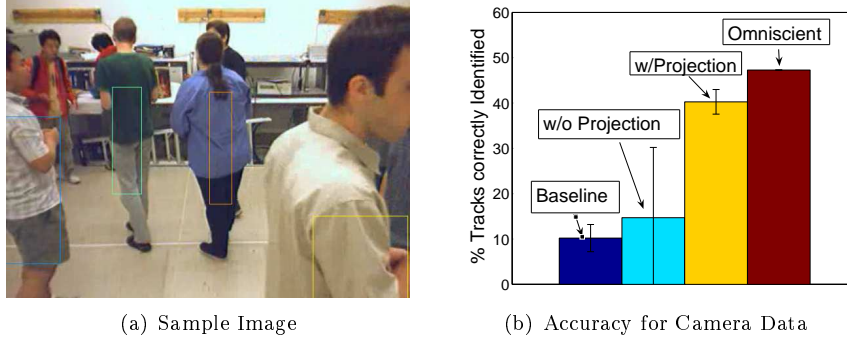 60
50
40
30
20
10
0
% Tracks correctly Identified
Omniscient
w/Projection
w/o Projection
Baseline
(a) Sample Image
(b) Accuracy for Camera Data